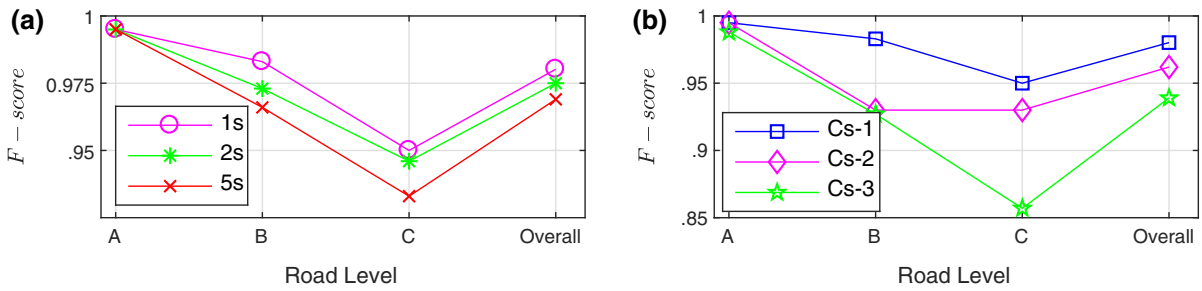 (a)
F − score
1
0.975
.95
1s
2s
5s
A B C Overall
Road Level
(b)
F − score
1
.95
.9
.85
Cs-1
Cs-2
Cs-3
A B C Overall
Road Level